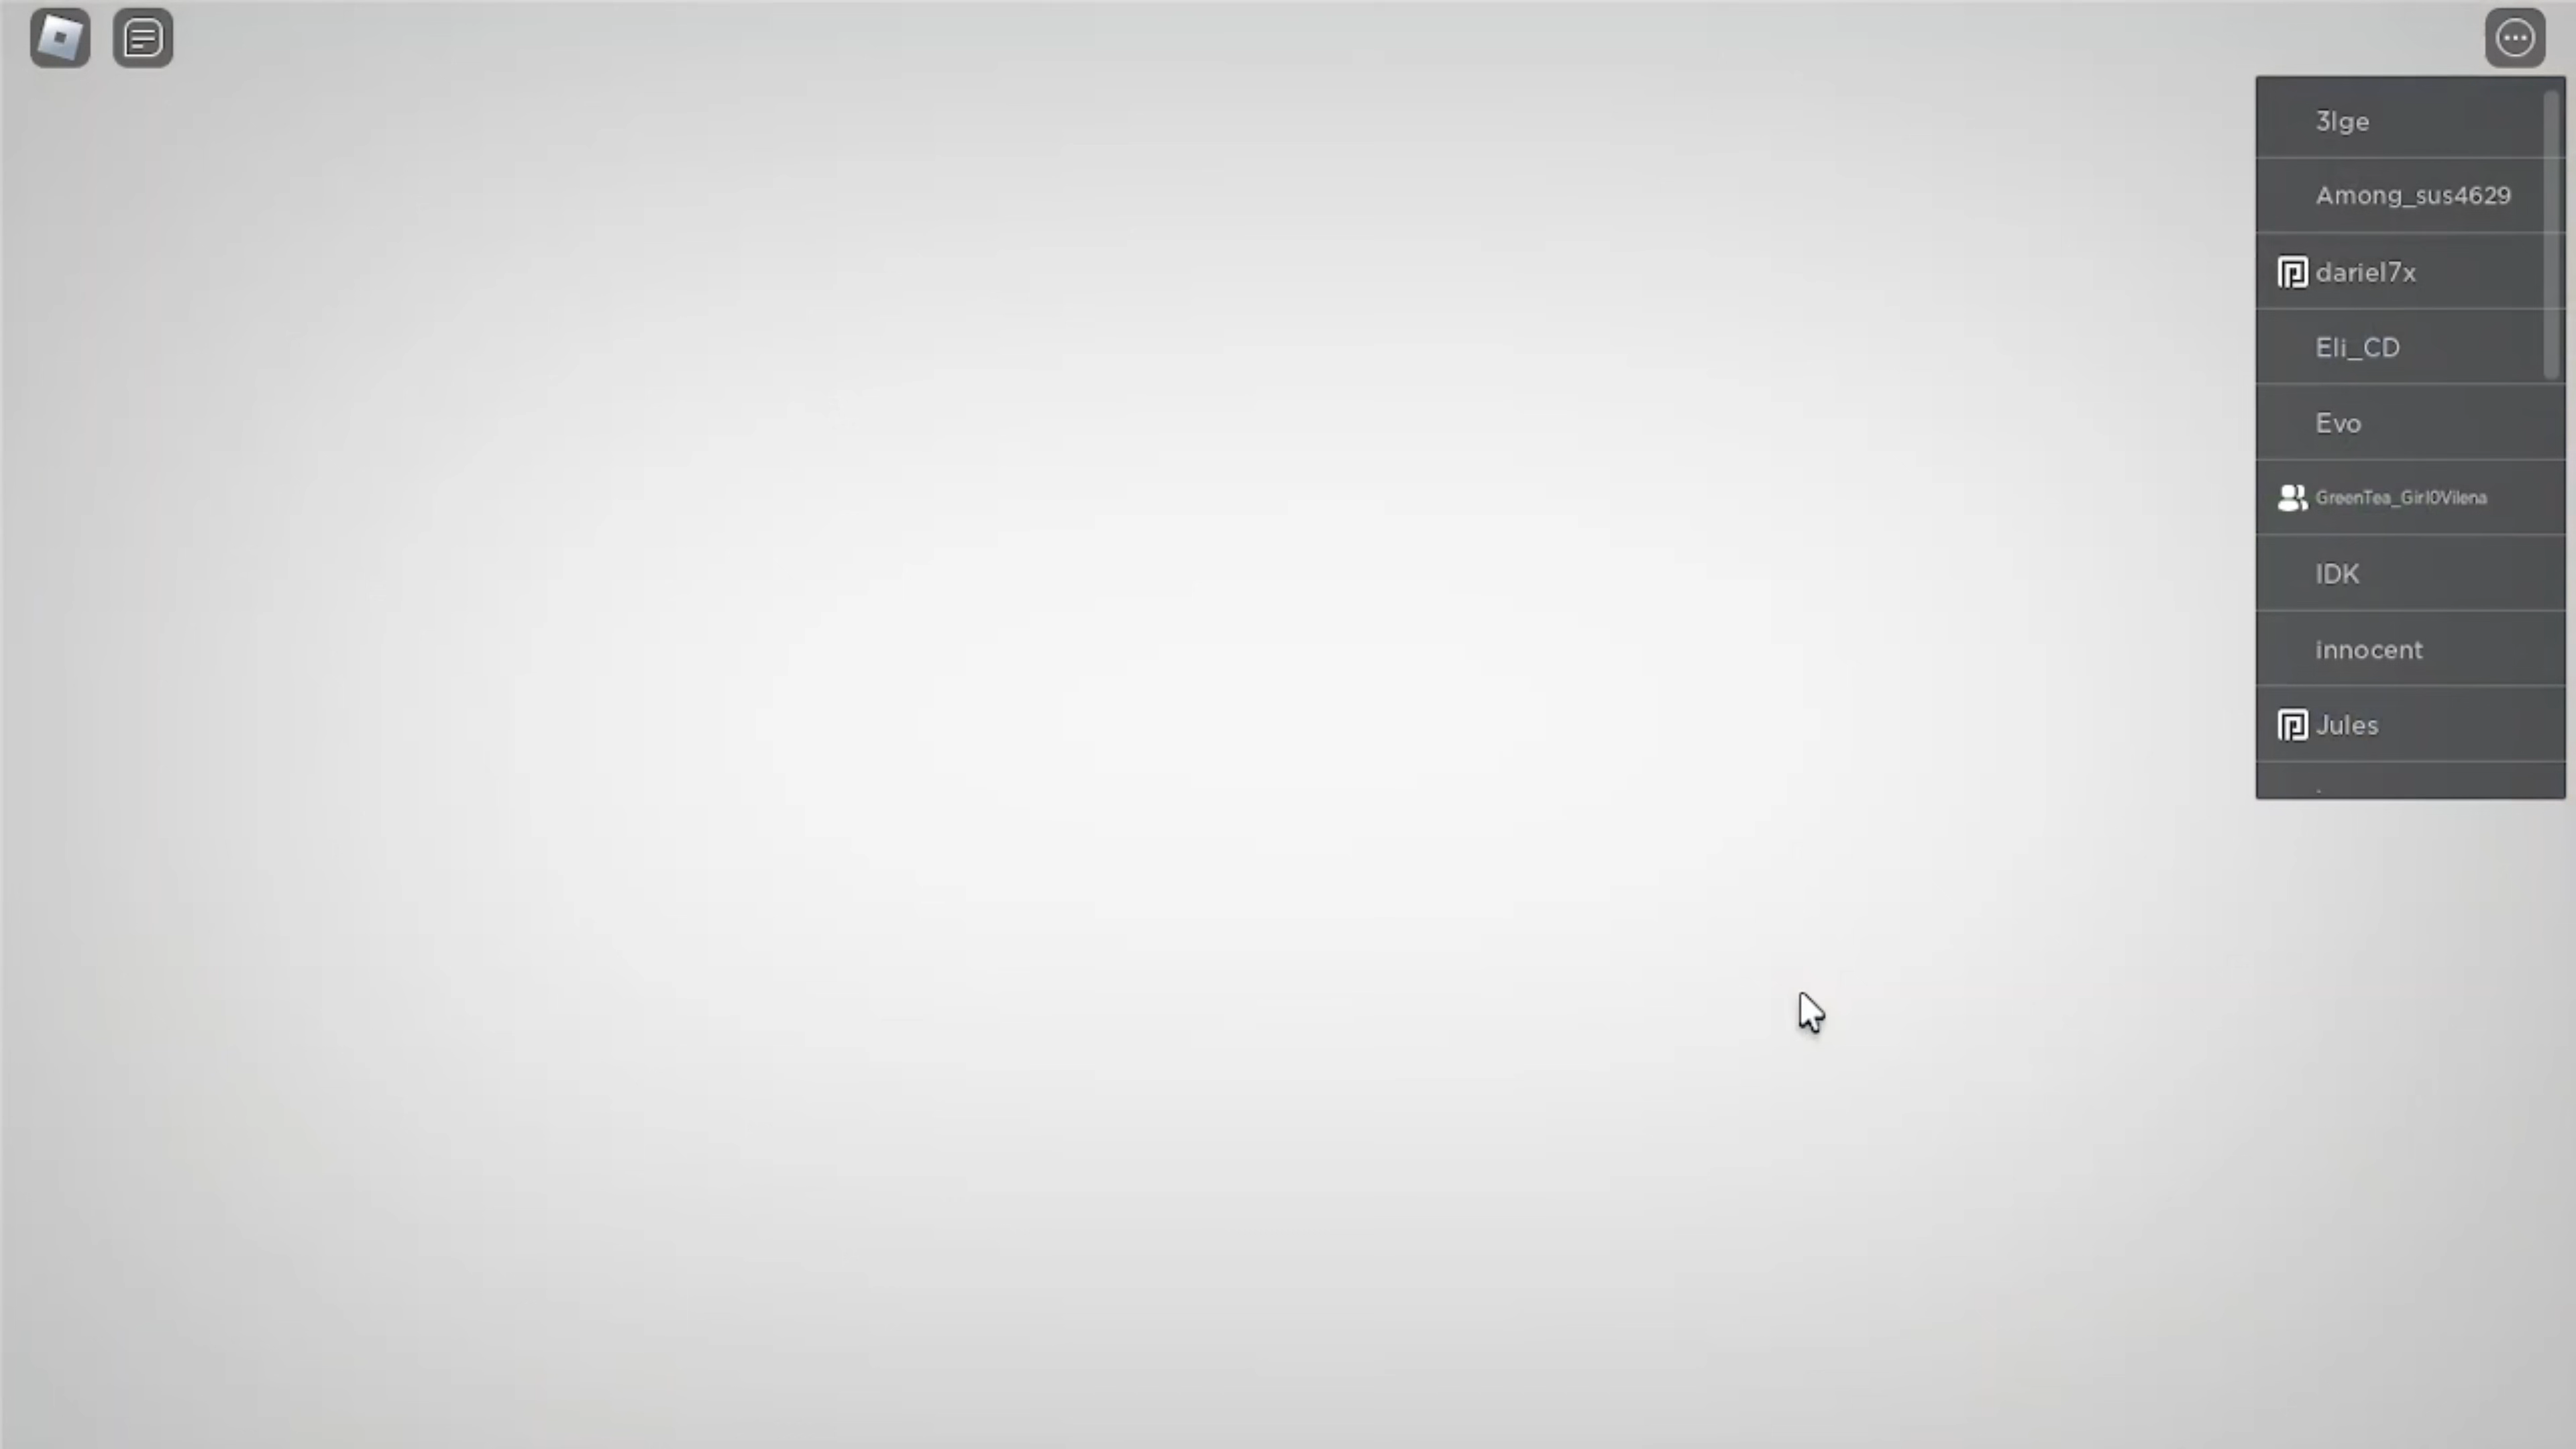 3lge
Among_sus4629
dariel7x
Eli_CD
Evo
GreenTea_Girl0Vilena
IDK
innocent
Jules